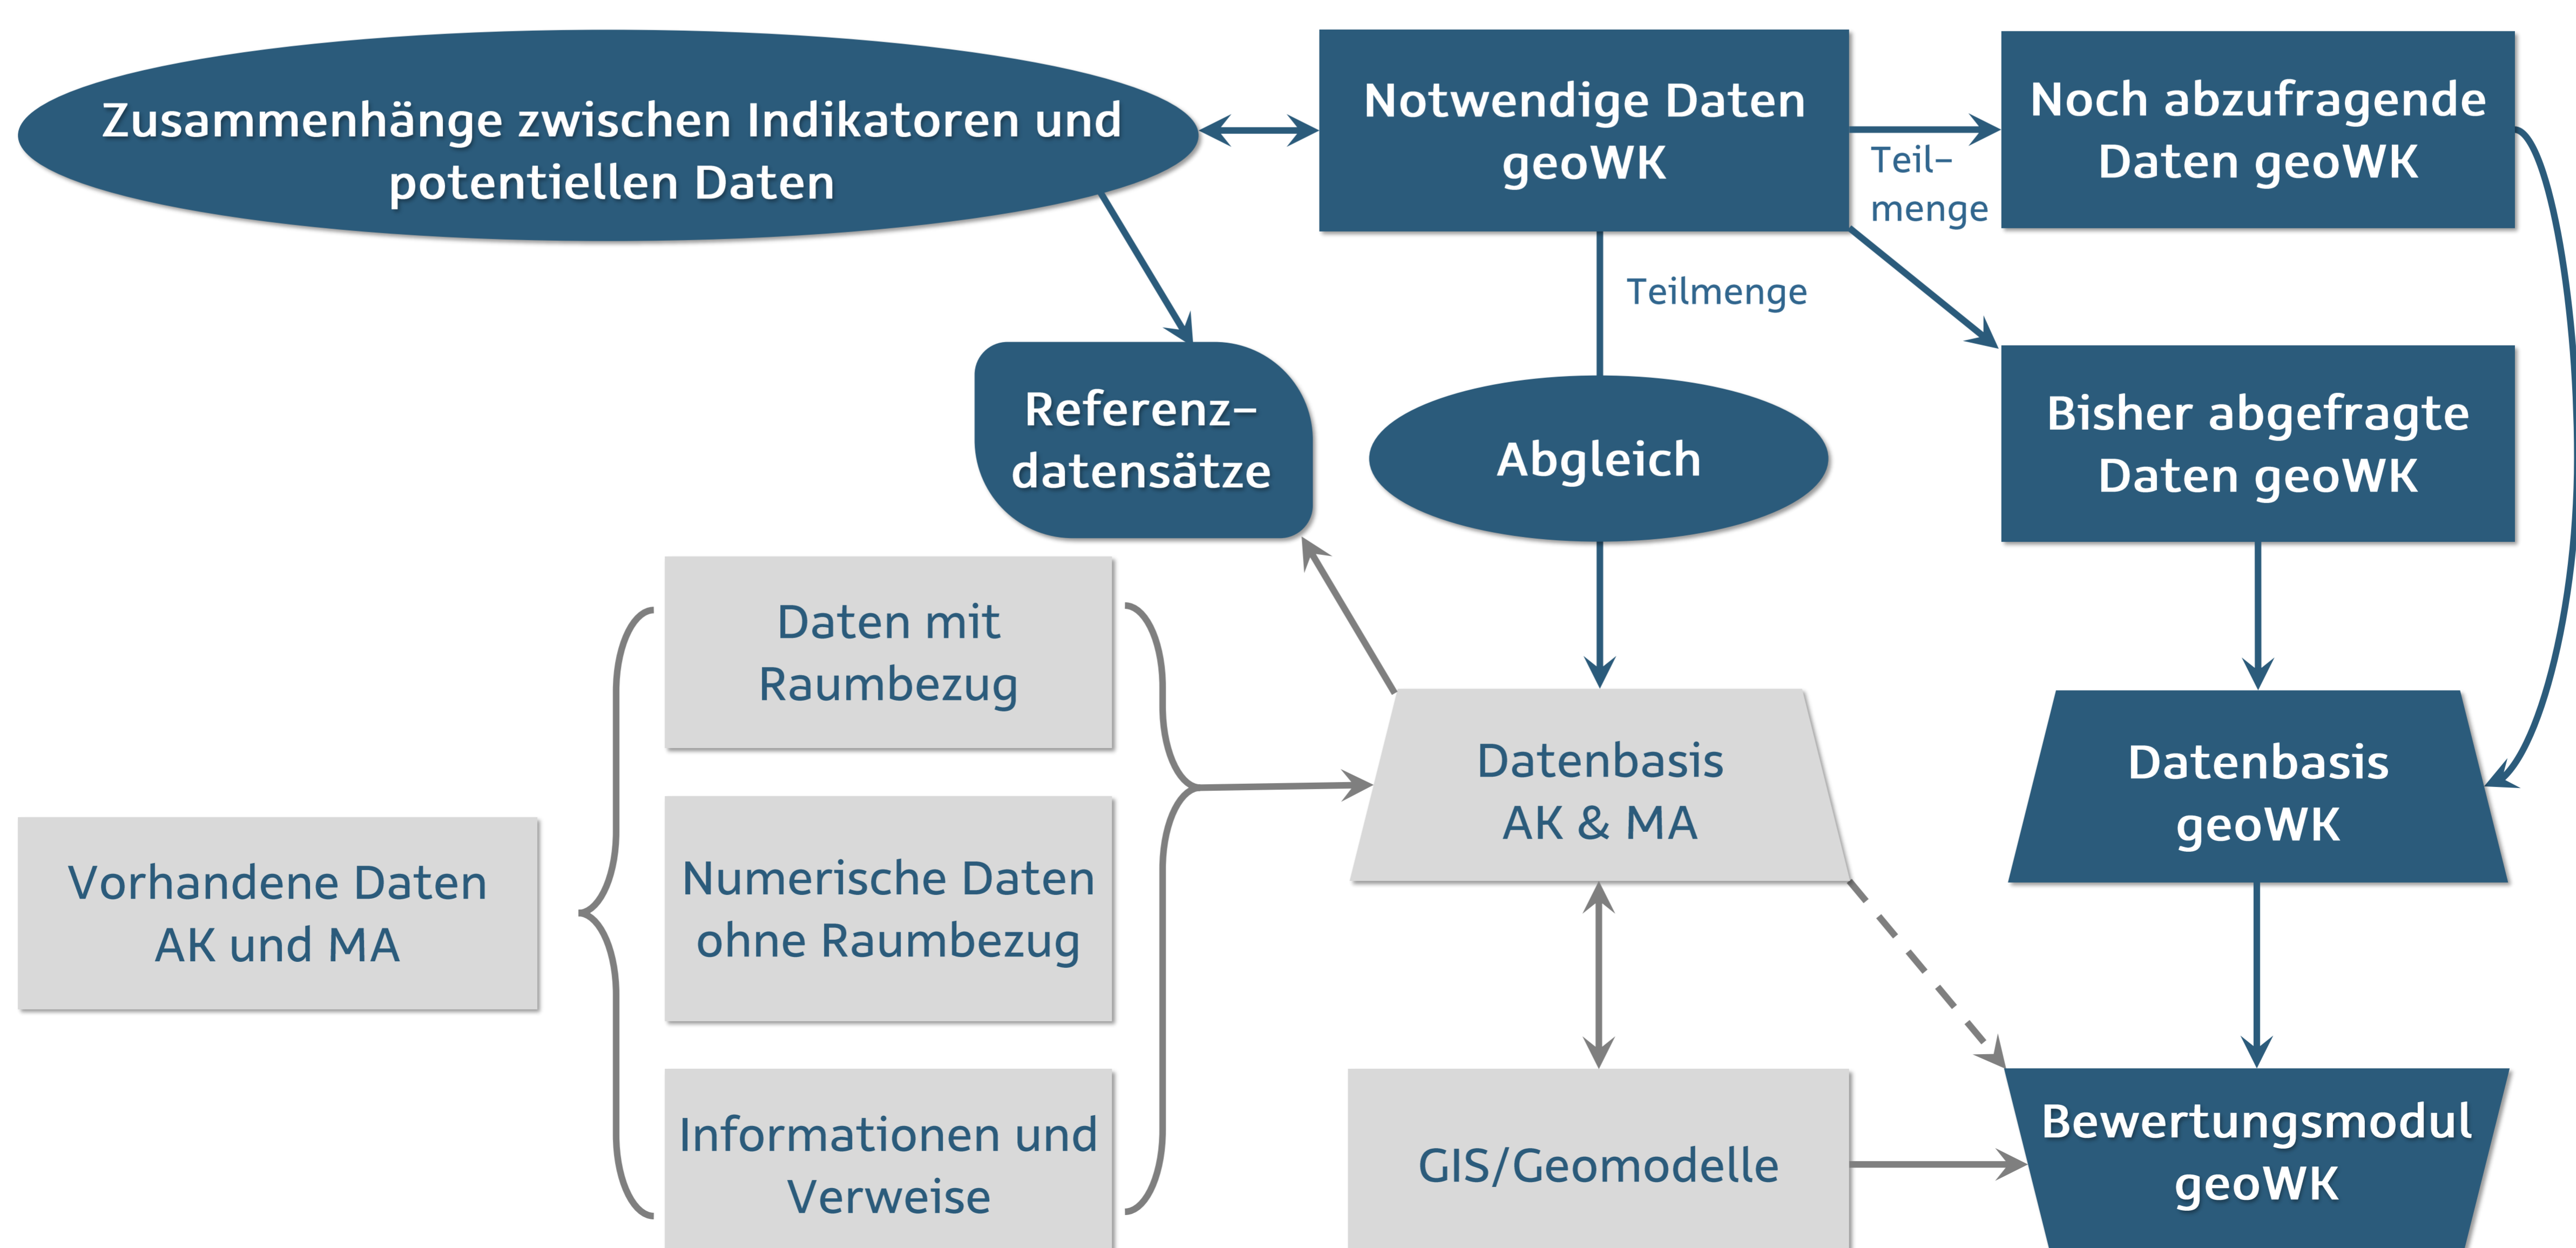 Zusammenhänge zwischen Indikatoren und
potentiellen Daten
Notwendige Daten
geoWK
Noch abzufragende
Daten geoWK
Teil–
menge
Teilmenge
Referenz–
datensätze
Abgleich
Bisher abgefragte
Daten geoWK
Daten mit
Raumbezug
Datenbasis
AK & MA
Datenbasis
geoWK
Vorhandene Daten
AK und MA
Numerische Daten
ohne Raumbezug
Informationen und
Verweise
GIS/Geomodelle
Bewertungsmodul
geoWK